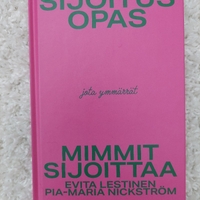 SIJOITUS
OPAS
jota ymmärrät
MIMMIT
SIJOITTAA
EVITA LESTINEN
PIA-MARIA NICKSTRÖM